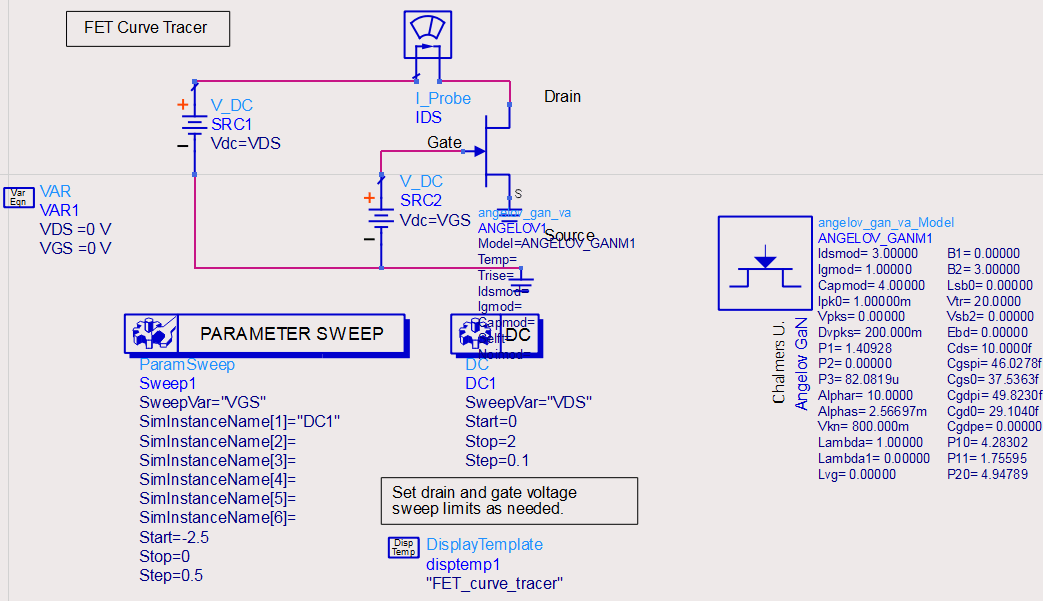 FET Curve Tracer
I_Probe
IDS
Drain
V_DC
SRC1
Vdc=VDS
Gate
V_DC
SRC2
Vdc=VGS
S
Source
angelov_gan_va
ANGELOV1
Model=ANGELOV_GANM1
Temp=
Trise=
Idsmod=
Igmod=
Capmod=
Selft=
Noimod=
Var
Eqn
VAR
VAR1
VDS =0 V
VGS =0 V
PARAMETER SWEEP
ParamSweep
Sweep1
SweepVar="VGS"
SimInstanceName[1]="DC1"
SimInstanceName[2]=
SimInstanceName[3]=
SimInstanceName[4]=
SimInstanceName[5]=
SimInstanceName[6]=
Start=-2.5
Stop=0
Step=0.5
DC
DC
DC1
SweepVar="VDS"
Start=0
Stop=2
Step=0.1
Set drain and gate voltage
sweep limits as needed.
Disp
Temp
DisplayTemplate
disptemp1
"FET_curve_tracer"
Chalmers U.
Angelov GaN
angelov_gan_va_Model
ANGELOV_GANM1
Idsmod= 3.00000
Igmod= 1.00000
Capmod= 4.00000
Ipk0= 1.00000m
Vpks= 0.00000
Dvpks= 200.000m
P1= 1.40928
P2= 0.00000
P3= 82.0819u
Alphar= 10.0000
Alphas= 2.56697m
Vkn= 800.000m
Lambda= 1.00000
Lambda1= 0.00000
Lvg= 0.00000
B1= 0.00000
B2= 3.00000
Lsb0= 0.00000
Vtr= 20.0000
Vsb2= 0.00000
Ebd= 0.00000
Cds= 10.0000f
Cgspi= 46.0278f
Cgs0= 37.5363f
Cgdpi= 49.8230f
Cgd0= 29.1040f
Cgdpe= 0.00000
P10= 4.28302
P11= 1.75595
P20= 4.94789